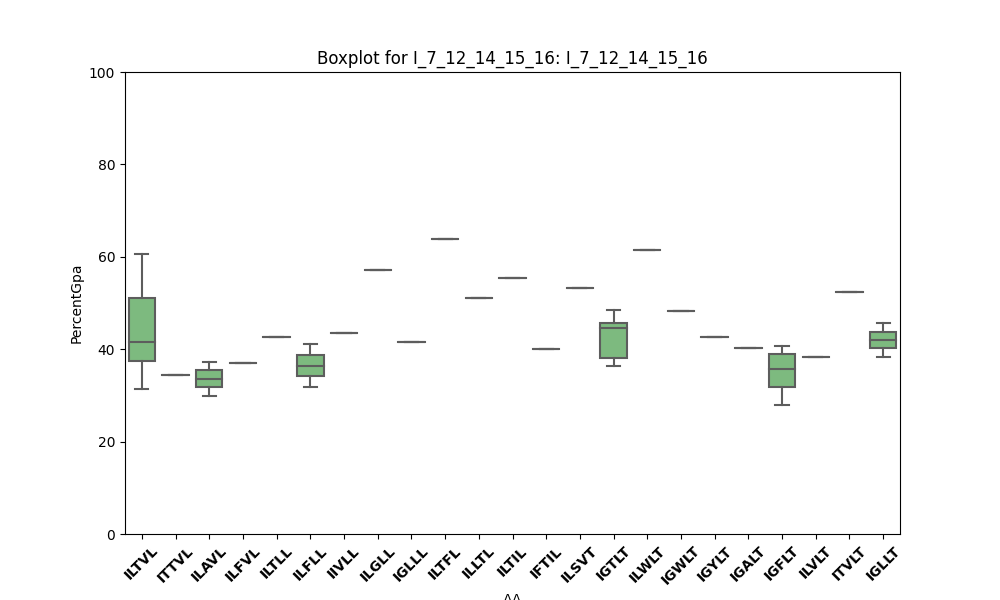 Boxplot for I_7_12_14_15_16: I_7_12_14_15_16
100
80
60
40
20
0
PercentGpa
ILTVL ITTVL ILAVL ILFVL ILTLL ILFLL IIVLL ILGLL IGLLL ILTFL ILLTL ILTIL IFTIL ILSVT IGTLT ILWLT IGWLT IGYLT IGALT IGFLT ILVLT ITVLT IGLLT
AA